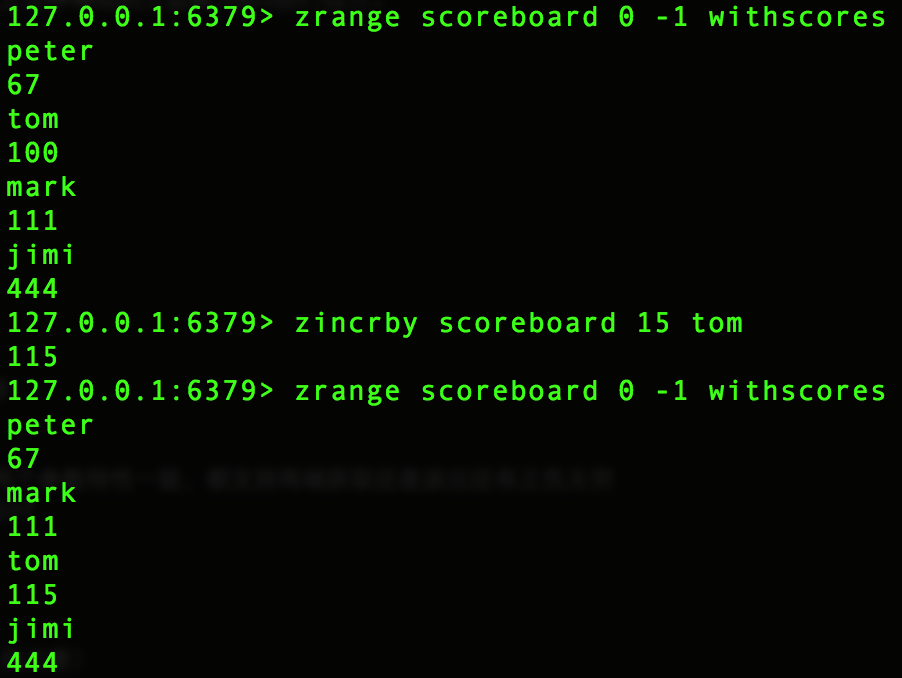 127.0.0.1:6379> zrange scoreboard 0 -1 withscores
peter
67
tom
100
mark
111
jimi
444
127.0.0.1:6379> zincrby scoreboard 15 tom
115
127.0.0.1:6379> zrange scoreboard 0 -1 withscores
peter
67
mark
111
tom
115
jimi
444